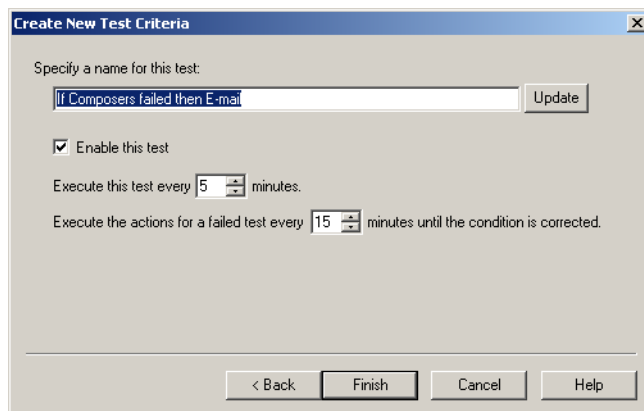 Create New Test Criteria
Specify a name for this test:
If Composers failed then E-mail
Update
Enable this test
Execute this test every 5 minutes.
Execute the actions for a failed test every 15 minutes until the condition is corrected.
< Back Finish Cancel Help